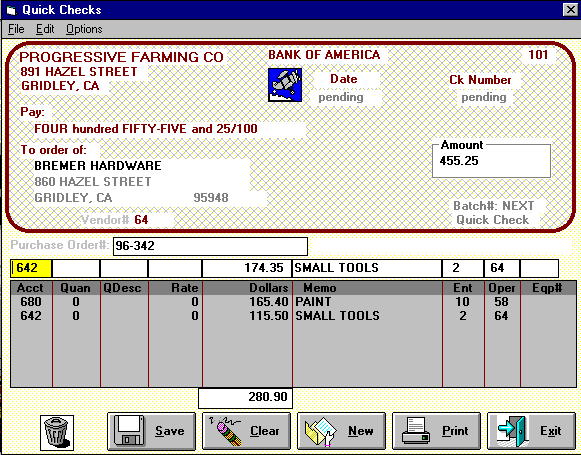 Quick Checks
File Edit Options
PROGRESSIVE FARMING CO BANK OF AMERICA 101
891 HAZEL STREET
GRIDLEY, CA
Date Ck Number
pending pending
Pay:
FOUR hundred FIFTY-FIVE and 25/100
To order of: Amount
BREMER HARDWARE 455.25
860 HAZEL STREET
GRIDLEY, CA 95948
Batch#: NEXT
Vendor# 64 Quick Check
Purchase Order#: 96-342
642 174.35 SMALL TOOLS 2 64
Acct Quan QDesc Rate Dollars Memo Ent Oper Eqp#
680 0 0 165.40 PAINT 10 58
642 0 0 115.50 SMALL TOOLS 2 64
280.90
Save Clear New Print Exit